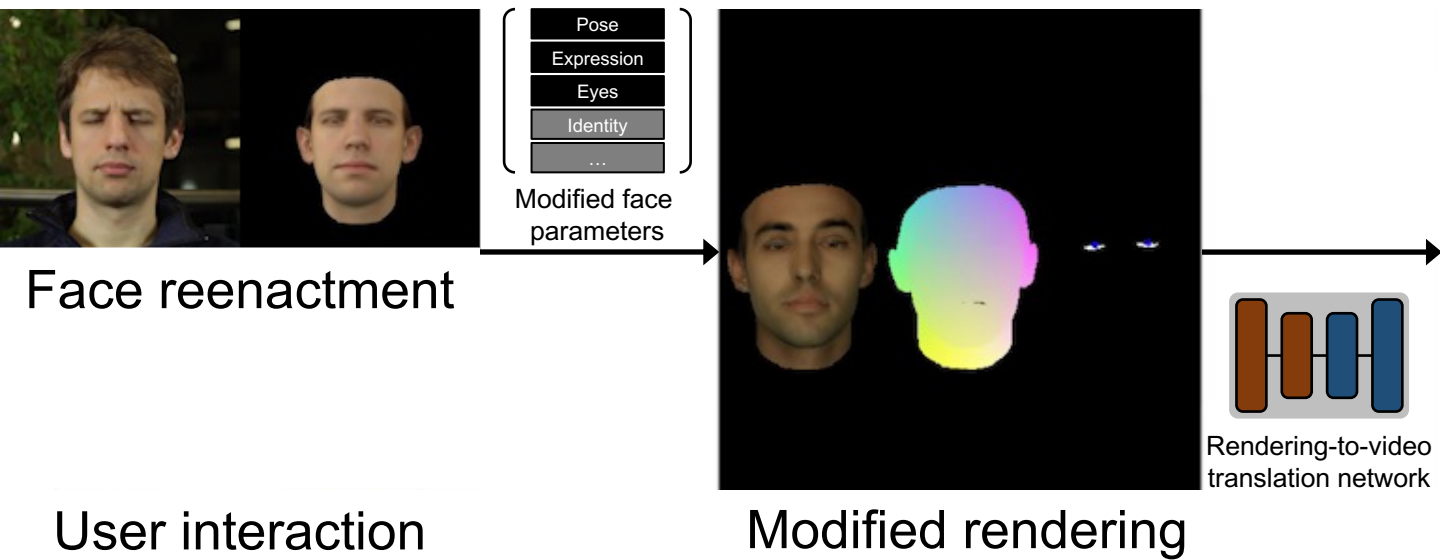 Pose
Expression
Eyes
Identity
...
Modified face
parameters
Face reenactment
User interaction
Modified rendering
Rendering-to-video
translation network